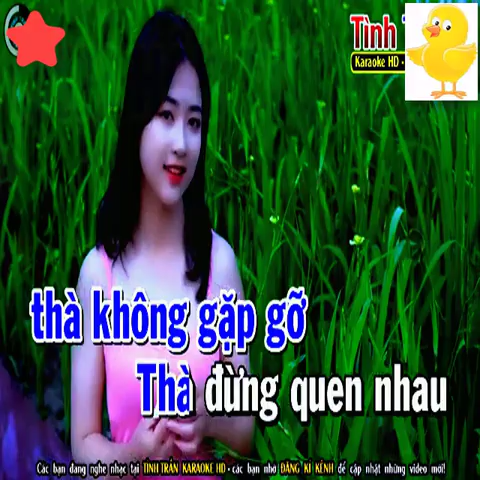 Tình
Karaoke HD -
thà không gặp gỡ
Thà đừng quen nhau
Các bạn đang nghe nhạc tại TÌNH TRẦN KARAOKE HD - các bạn nhớ ĐĂNG KÍ KÊNH để cập nhật những video mới!